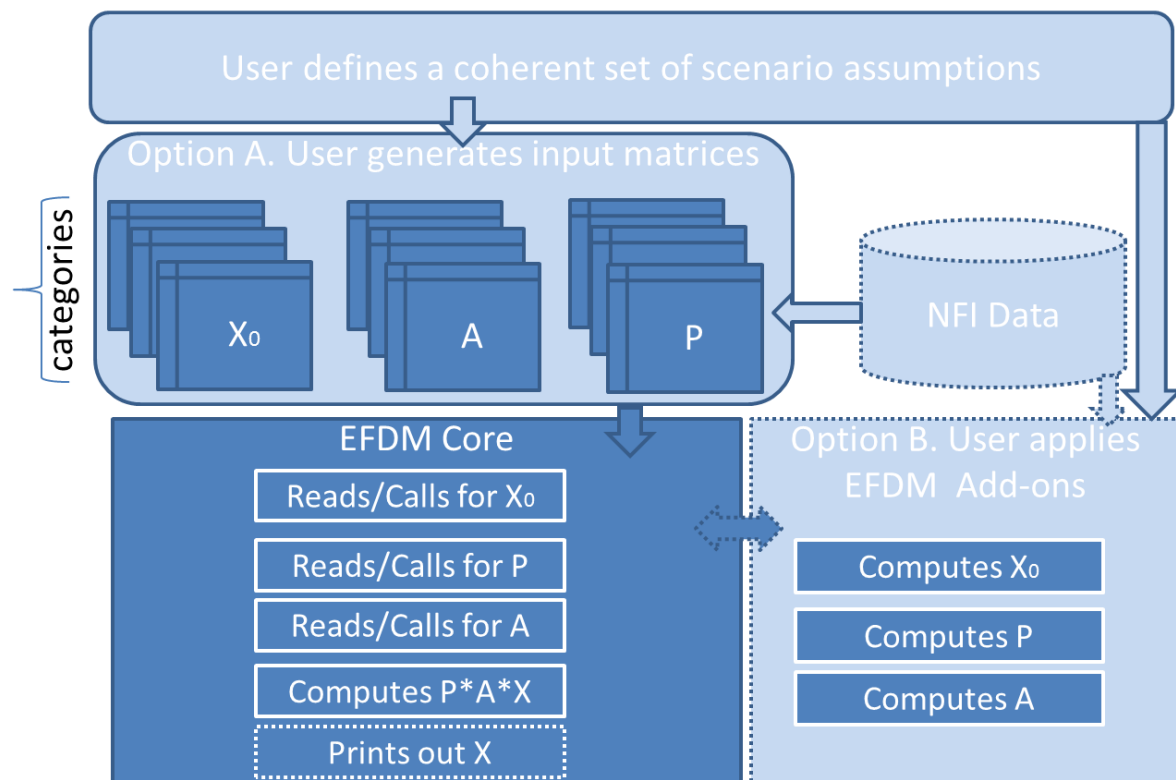 User defines a coherent set of scenario assumptions
Option A. User generates input matrices
categories
X₀
A
P
NFI Data
EFDM Core
Reads/Calls for X₀
Reads/Calls for P
Reads/Calls for A
Computes P*A*X
Prints out X
Option B. User applies
EFDM Add-ons
Computes X₀
Computes P
Computes A